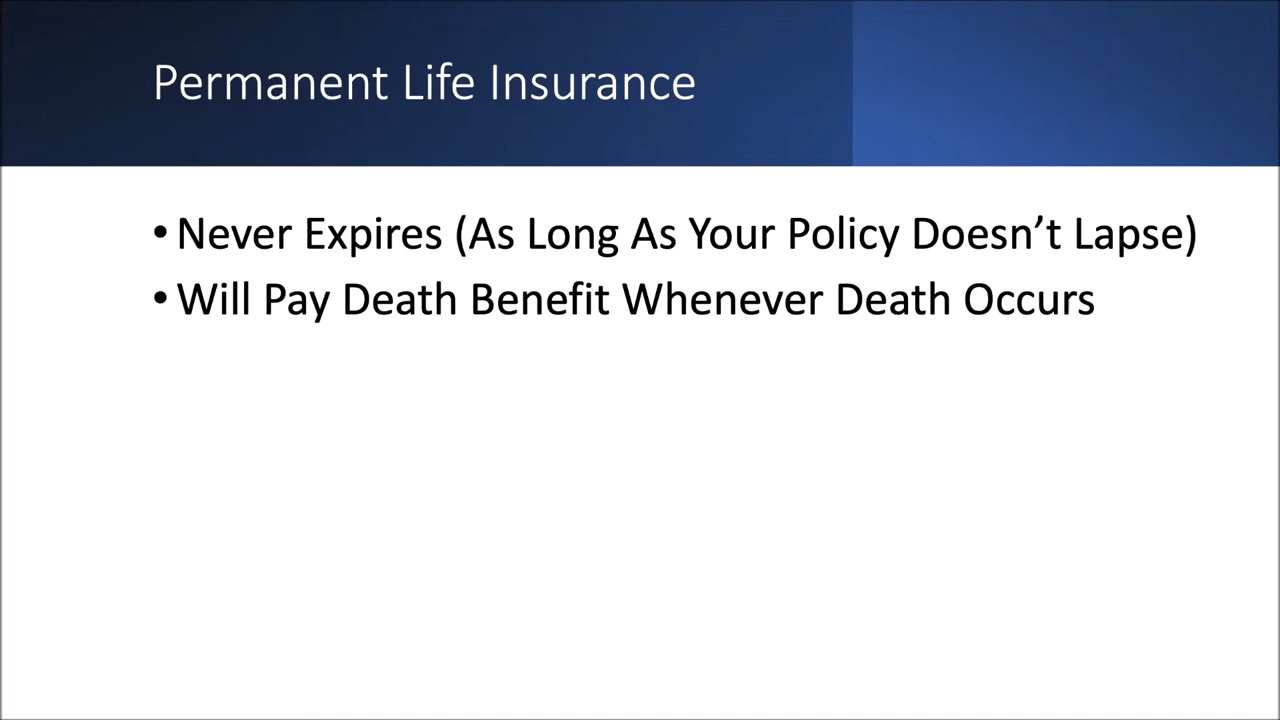 Permanent Life Insurance
• Never Expires (As Long As Your Policy Doesn’t Lapse)
• Will Pay Death Benefit Whenever Death Occurs